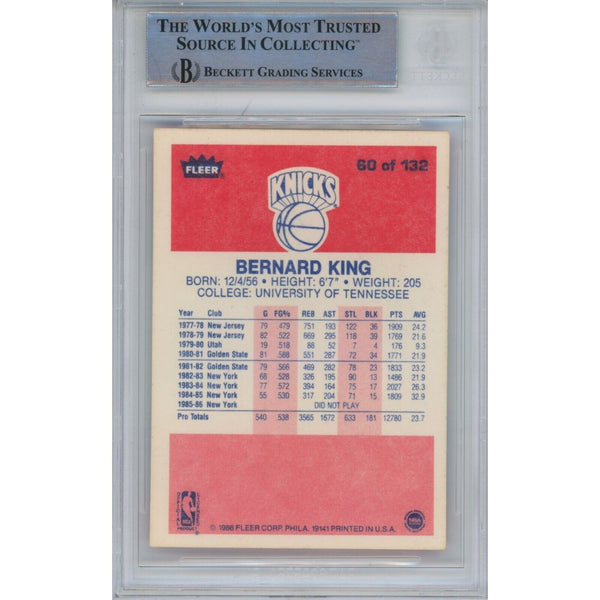 THE WORLD'S MOST TRUSTED
SOURCE IN COLLECTING™
B BECKETT GRADING SERVICES
FLEER
60 of 132
KNICKS
BERNARD KING
BORN: 12/4/56 • HEIGHT: 6'7" • WEIGHT: 205
COLLEGE: UNIVERSITY OF TENNESSEE
Year Club G FG% REB AST STL BLK PTS AVG
1977-78 New Jersey 79 .479 751 193 122 36 1909 24.2
1978-79 New Jersey 82 .522 669 295 118 39 1769 21.6
1979-80 Utah 19 .518 88 52 7 4 176 9.3
1980-81 Golden State 81 .588 551 287 72 34 1771 21.9
1981-82 Golden State 79 .566 469 282 78 23 1833 23.2
1982-83 New York 68 .528 326 195 90 13 1486 21.9
1983-84 New York 77 .572 394 164 75 17 2027 26.3
1984-85 New York 55 .530 317 204 71 15 1809 32.9
1985-86 New York DID NOT PLAY
Pro Totals 540 .538 3565 1672 633 181 12780 23.7
OFFICIAL NBA PRODUCT
© 1986 FLEER CORP. PHILA. 19141 PRINTED IN U.S.A.